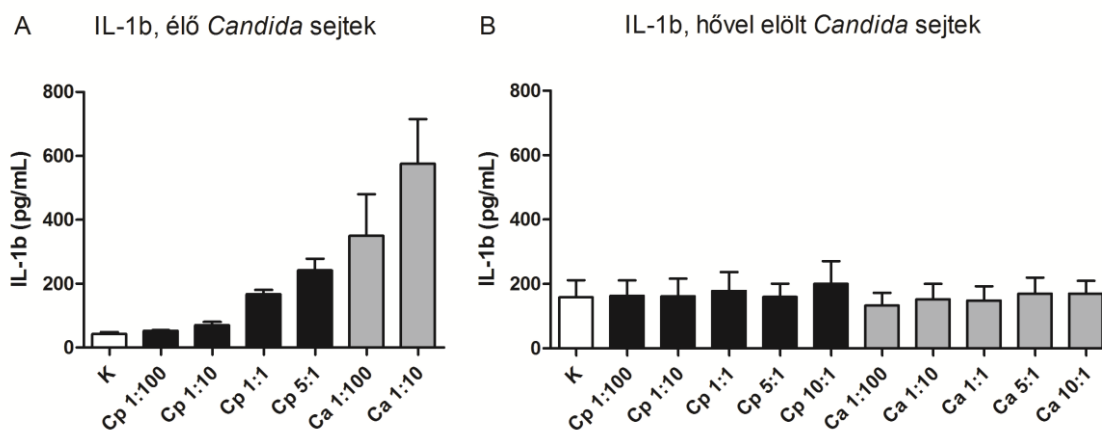 A IL-1b, élő Candida sejtek
IL-1b (pg/mL)
800
600
400
200
0
K
Cp 1:100
Cp 1:10
Cp 1:1
Cp 5:1
Ca 1:100
Ca 1:10
B IL-1b, hővel elölt Candida sejtek
IL-1b (pg/mL)
800
600
400
200
0
K
Cp 1:100
Cp 1:10
Cp 1:1
Cp 5:1
Cp 10:1
Ca 1:100
Ca 1:10
Ca 1:1
Ca 5:1
Ca 10:1